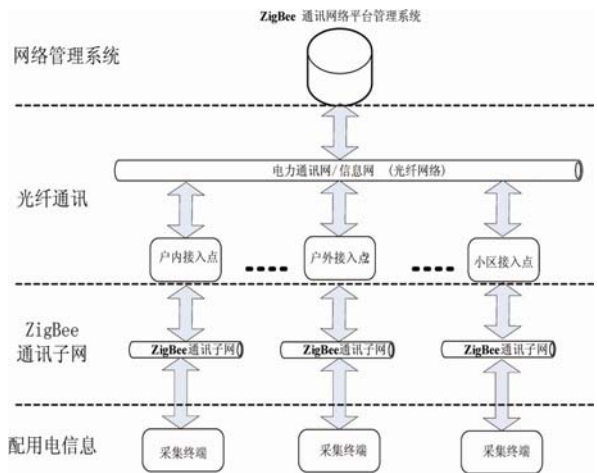 ZigBee 通讯网络平台管理系统
网络管理系统
电力通讯网/信息网 (光纤网络)
光纤通讯
户内接入点
户外接入点
小区接入点
ZigBee
通讯子网
ZigBee通讯子网
ZigBee通讯子网
ZigBee通讯子网
配用电信息
采集终端
采集终端
采集终端